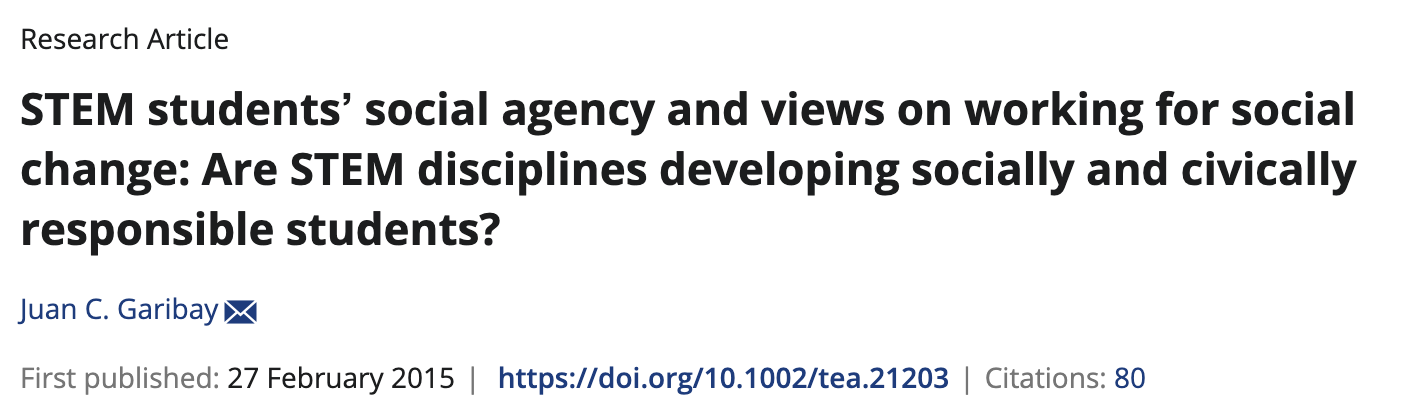 Research Article
STEM students’ social agency and views on working for social
change: Are STEM disciplines developing socially and civically
responsible students?
Juan C. Garibay
First published: 27 February 2015 | https://doi.org/10.1002/tea.21203 | Citations: 80